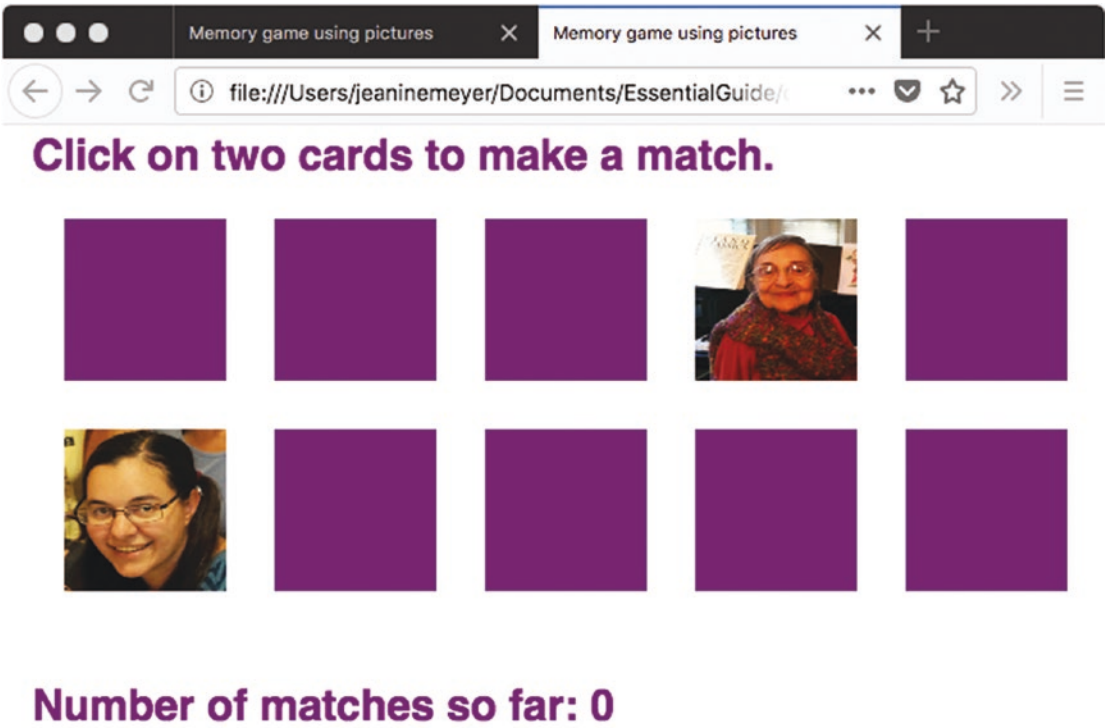 Memory game using pictures
Memory game using pictures
file:///Users/jeaninemeyer/Documents/EssentialGuide/
Click on two cards to make a match.
Number of matches so far: 0